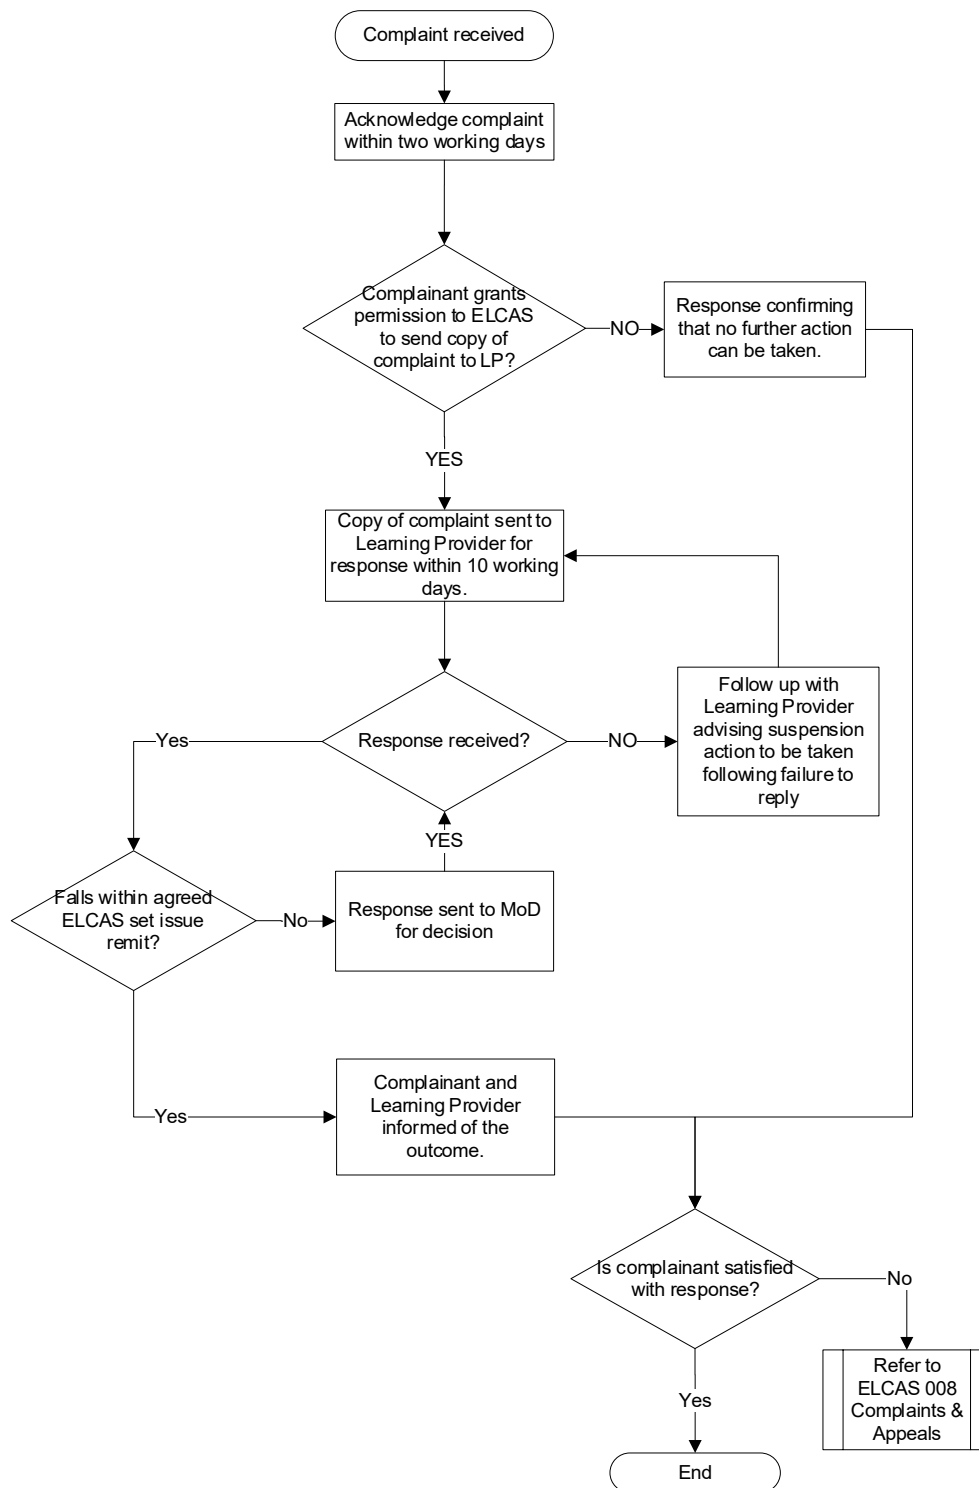 Complaint received
Acknowledge complaint
within two working days
Complainant grants
permission to ELCAS
to send copy of
complaint to LP?
NO
Response confirming
that no further action
can be taken.
YES
Copy of complaint sent to
Learning Provider for
response within 10 working
days.
Follow up with
Learning Provider
advising suspension
action to be taken
following failure to
reply
Yes
Response received?
NO
YES
Falls within agreed
ELCAS set issue
remit?
No
Response sent to MoD
for decision
Yes
Complainant and
Learning Provider
informed of the
outcome.
Is complainant satisfied
with response?
No
Refer to
ELCAS 008
Complaints &
Appeals
Yes
End